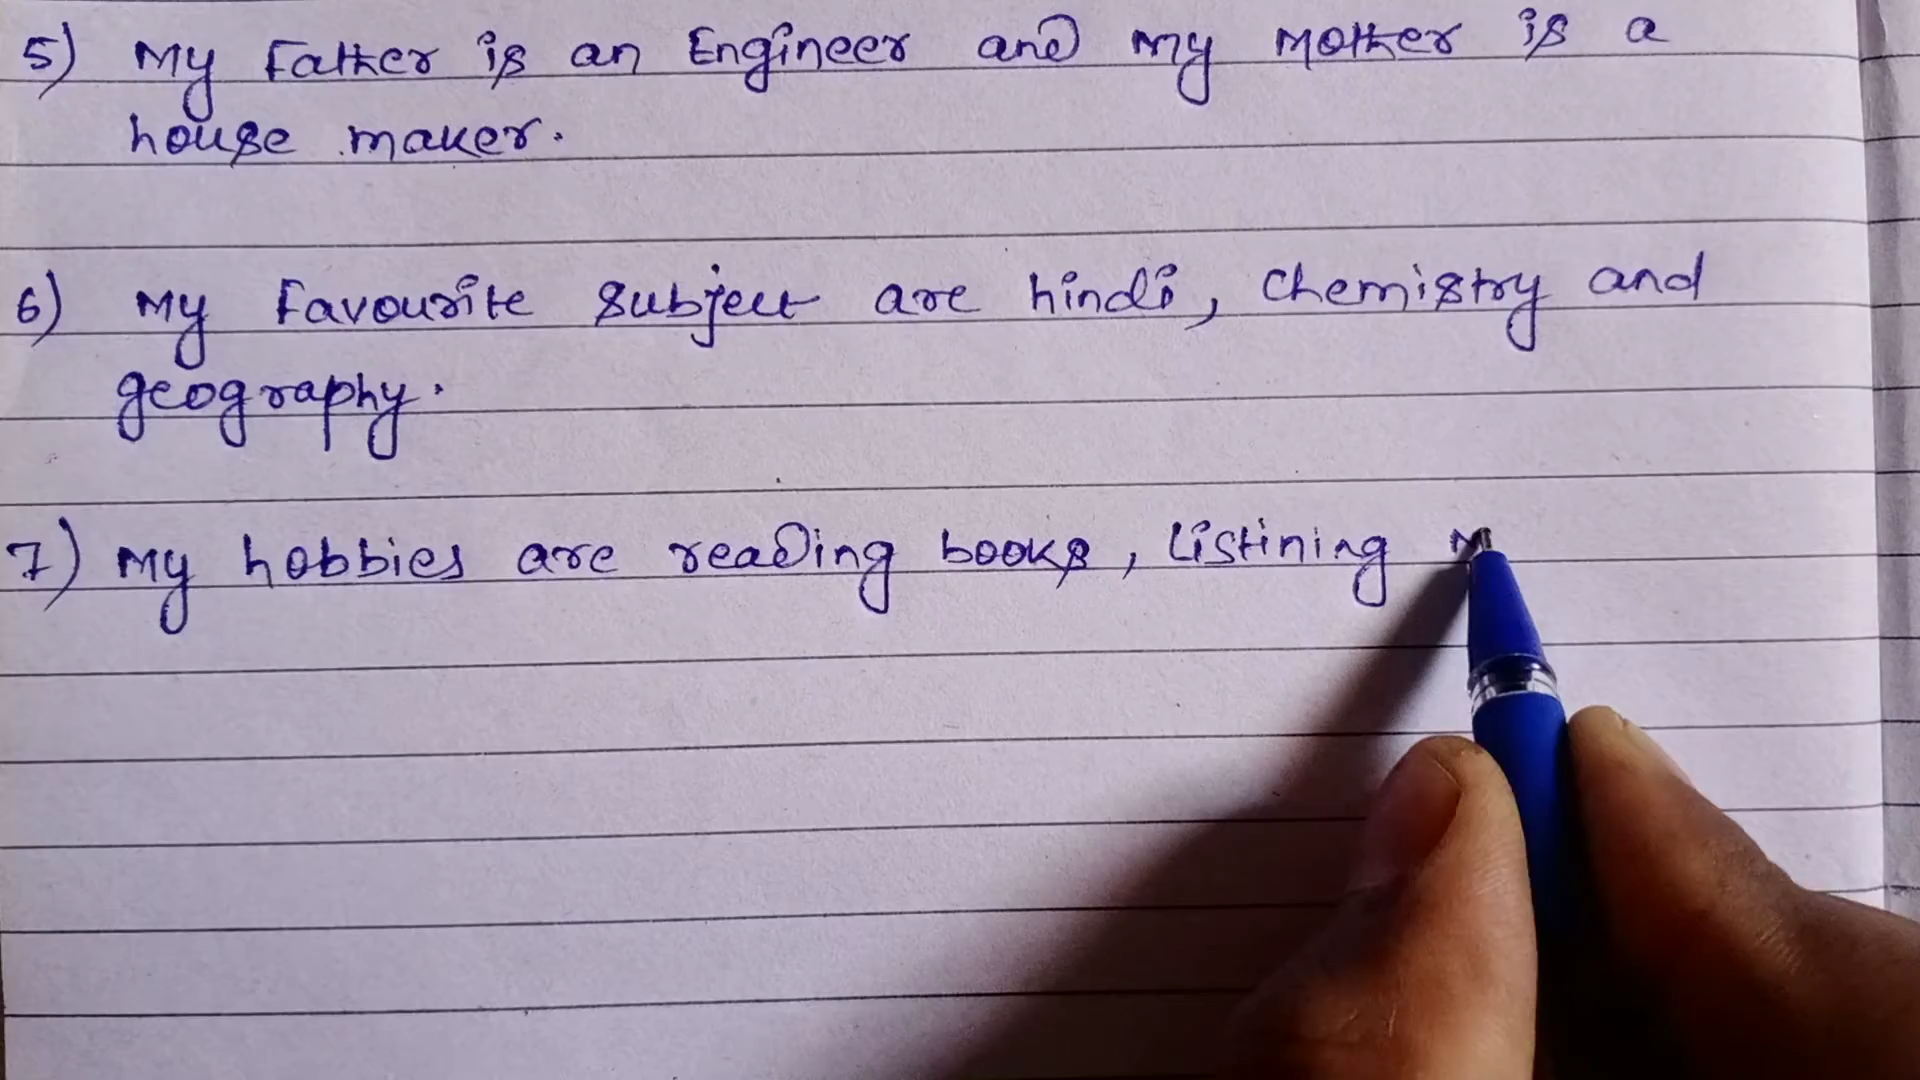 5) My Father is an Engineer and my Mother is a
house maker.
6) My Favourite subject are hindi, Chemistry and
geography.
7) My hobbies are reading books, Listining M